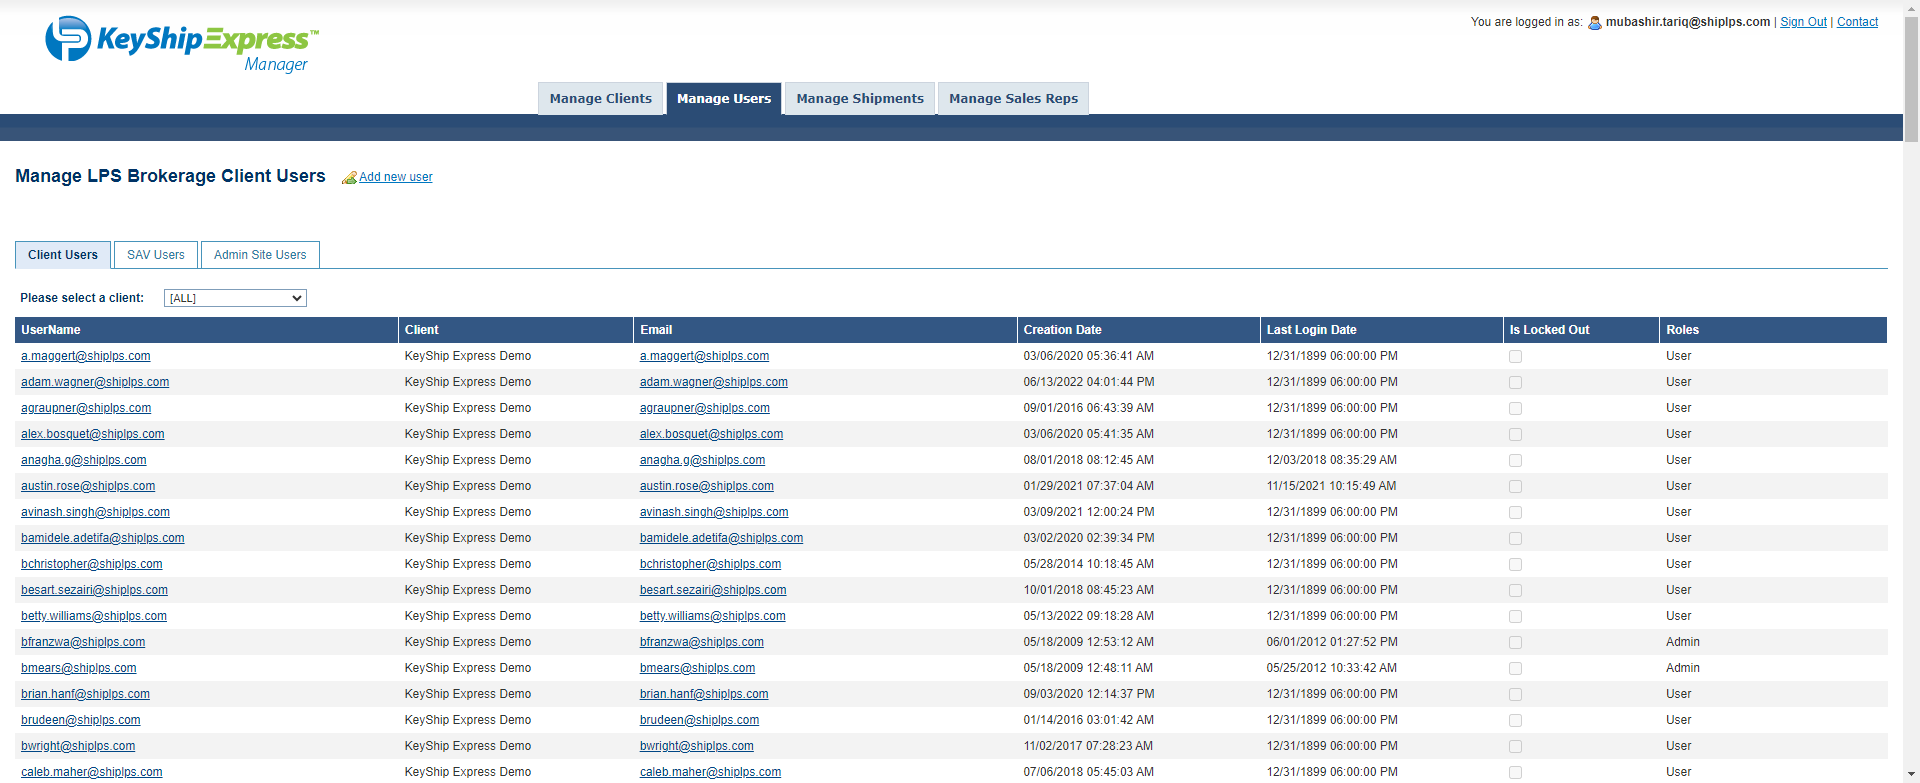 You are logged in as: mubashir.tariq@shiplps.com | Sign Out | Contact
KeyShipExpress™
Manager
Manage Clients Manage Users Manage Shipments Manage Sales Reps
Manage LPS Brokerage Client Users Add new user
Client Users SAV Users Admin Site Users
Please select a client: [ALL]
UserName Client Email Creation Date Last Login Date Is Locked Out Roles
a.maggert@shiplps.com KeyShip Express Demo a.maggert@shiplps.com 03/06/2020 05:36:41 AM 12/31/1899 06:00:00 PM User
adam.wagner@shiplps.com KeyShip Express Demo adam.wagner@shiplps.com 06/13/2022 04:01:44 PM 12/31/1899 06:00:00 PM User
agraupner@shiplps.com KeyShip Express Demo agraupner@shiplps.com 09/01/2016 06:43:39 AM 12/31/1899 06:00:00 PM User
alex.bosquet@shiplps.com KeyShip Express Demo alex.bosquet@shiplps.com 03/06/2020 05:41:35 AM 12/31/1899 06:00:00 PM User
anagha.g@shiplps.com KeyShip Express Demo anagha.g@shiplps.com 08/01/2018 08:12:45 AM 12/03/2018 08:35:29 AM User
austin.rose@shiplps.com KeyShip Express Demo austin.rose@shiplps.com 01/29/2021 07:37:04 AM 11/15/2021 10:15:49 AM User
avinash.singh@shiplps.com KeyShip Express Demo avinash.singh@shiplps.com 03/09/2021 12:00:24 PM 12/31/1899 06:00:00 PM User
bamidele.adetifa@shiplps.com KeyShip Express Demo bamidele.adetifa@shiplps.com 03/02/2020 02:39:34 PM 12/31/1899 06:00:00 PM User
bchristopher@shiplps.com KeyShip Express Demo bchristopher@shiplps.com 05/28/2014 10:18:45 AM 12/31/1899 06:00:00 PM User
besart.sezairi@shiplps.com KeyShip Express Demo besart.sezairi@shiplps.com 10/01/2018 08:45:23 AM 12/31/1899 06:00:00 PM User
betty.williams@shiplps.com KeyShip Express Demo betty.williams@shiplps.com 05/13/2022 09:18:28 AM 12/31/1899 06:00:00 PM User
bfranzwa@shiplps.com KeyShip Express Demo bfranzwa@shiplps.com 05/18/2009 12:53:12 AM 06/01/2012 01:27:52 PM Admin
bmears@shiplps.com KeyShip Express Demo bmears@shiplps.com 05/18/2009 12:48:11 AM 05/25/2012 10:33:42 AM Admin
brian.hanf@shiplps.com KeyShip Express Demo brian.hanf@shiplps.com 09/03/2020 12:14:37 PM 12/31/1899 06:00:00 PM User
brudeen@shiplps.com KeyShip Express Demo brudeen@shiplps.com 01/14/2016 03:01:42 AM 12/31/1899 06:00:00 PM User
bwright@shiplps.com KeyShip Express Demo bwright@shiplps.com 11/02/2017 07:28:23 AM 12/31/1899 06:00:00 PM User
caleb.maher@shiplps.com KeyShip Express Demo caleb.maher@shiplps.com 07/06/2018 05:45:03 AM 12/31/1899 06:00:00 PM User